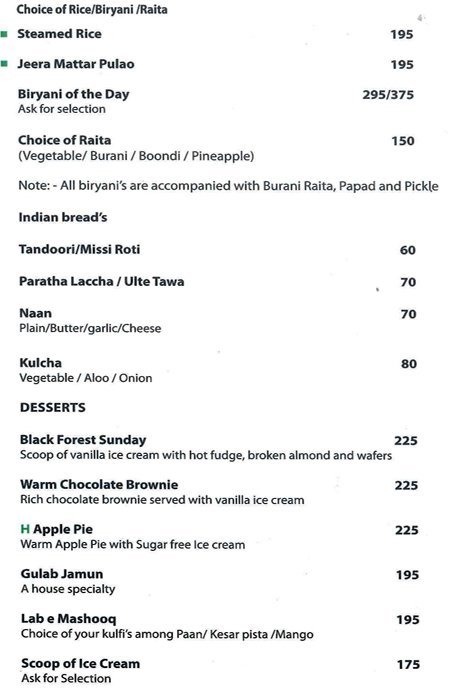 Choice of Rice/Biryani /Raita
Steamed Rice 195
Jeera Mattar Pulao 195
Biryani of the Day 295/375
Ask for selection
Choice of Raita 150
(Vegetable/ Burani / Boondi / Pineapple)
Note: - All biryani's are accompanied with Burani Raita, Papad and Pickle
Indian bread's
Tandoori/Missi Roti 60
Paratha Laccha / Ulte Tawa 70
Naan 70
Plain/Butter/garlic/Cheese
Kulcha 80
Vegetable / Aloo / Onion
DESSERTS
Black Forest Sunday 225
Scoop of vanilla ice cream with hot fudge, broken almond and wafers
Warm Chocolate Brownie 225
Rich chocolate brownie served with vanilla ice cream
H Apple Pie 225
Warm Apple Pie with Sugar free Ice cream
Gulab Jamun 195
A house specialty
Lab e Mashooq 195
Choice of your kulfi's among Paan/ Kesar pista /Mango
Scoop of Ice Cream 175
Ask for Selection